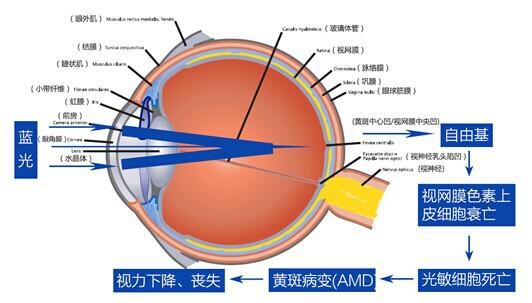 （眼外肌） Musculus rectus medialis, Tendo
（结膜） Tunica conjunctiva
（睫状肌） Musculus ciliaris
（小带纤维） Fibrae zonulares
（虹膜） Iris
（前房）
Camera anterior
蓝光
（眼角膜） Cornea
Lens
（水晶体）
Canalis hyaloideus （玻璃体管）
Retina （视网膜）
Choroidea （脉络膜）
Sclera （巩膜）
Vagina bulbi （眼球筋膜）
（黄斑中心凹/视网膜中央凹）
Fovea centralis
Excavatio disci =
Papilla nervi optici （视神经乳头陷凹）
Nervus opticus （视神经）
自由基
视网膜色素上
皮细胞衰亡
光敏细胞死亡
黄斑病变(AMD)
视力下降、丧失